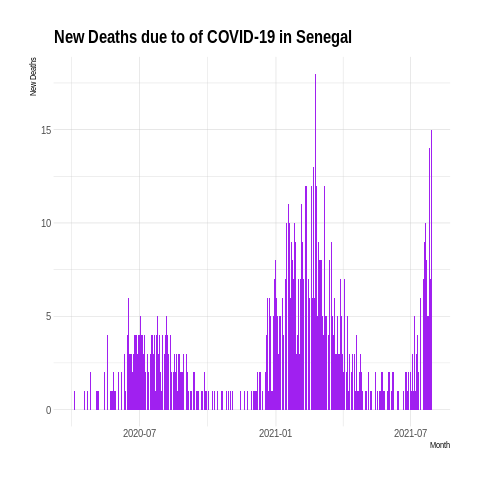 New Deaths due to of COVID-19 in Senegal
New Deaths
15
10
5
0
2020-07
2021-01
2021-07
Month